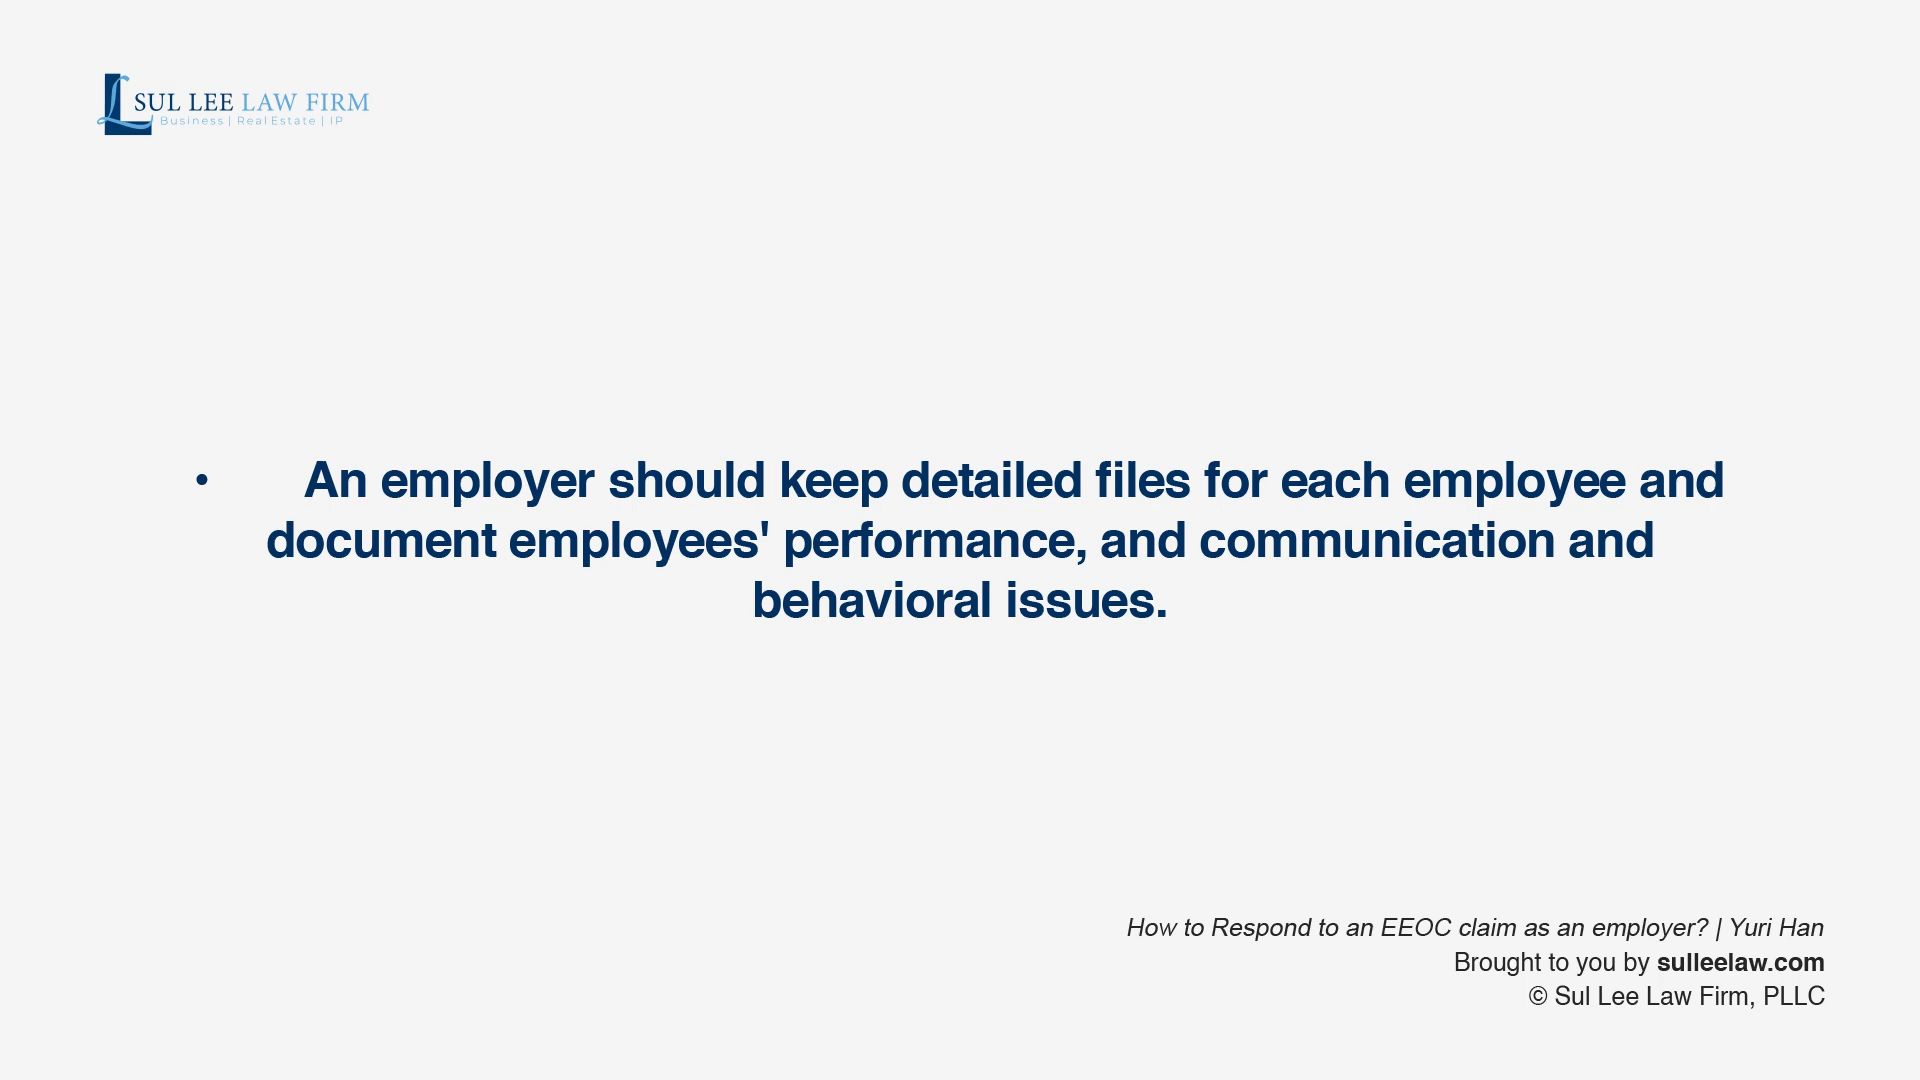 SUL LEE LAW FIRM
Business | Real Estate | IP
• An employer should keep detailed files for each employee and
document employees' performance, and communication and
behavioral issues.
How to Respond to an EEOC claim as an employer? | Yuri Han
Brought to you by sulleelaw.com
© Sul Lee Law Firm, PLLC